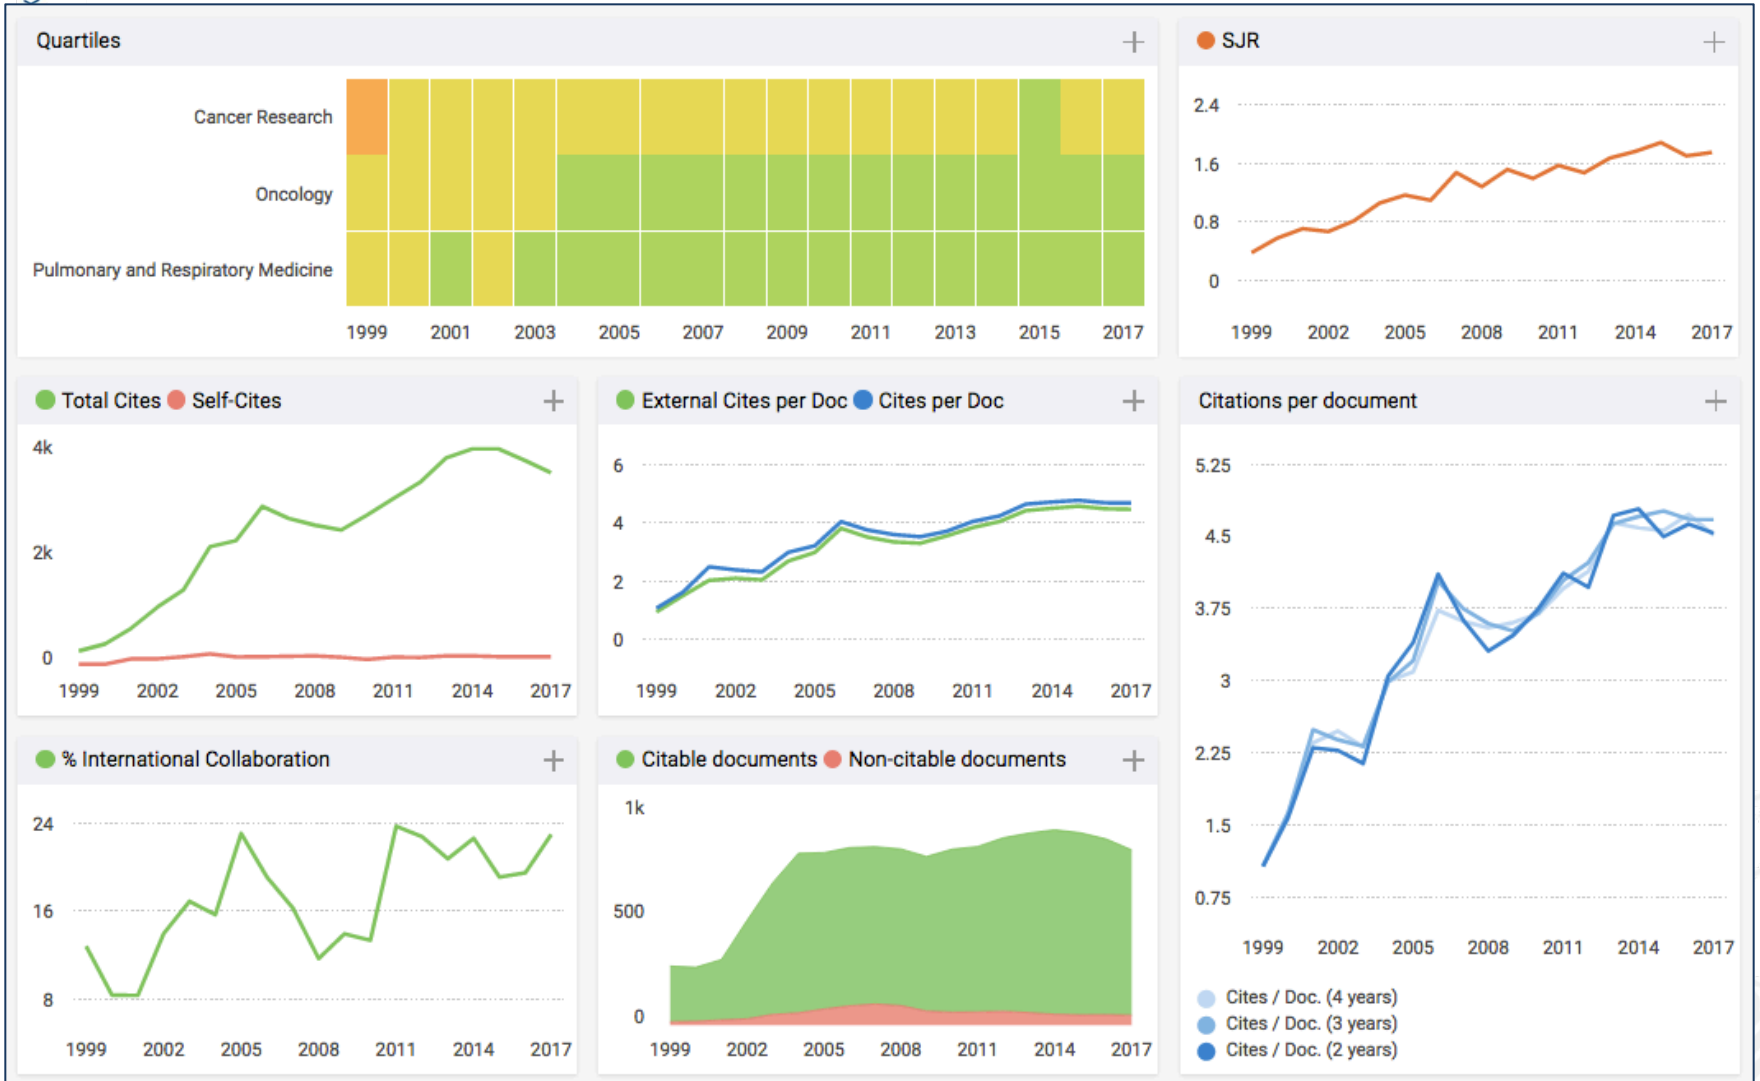 Quartiles
Cancer Research
Oncology
Pulmonary and Respiratory Medicine
1999 2001 2003 2005 2007 2009 2011 2013 2015 2017
SJR
2.4
1.6
0.8
0
1999 2002 2005 2008 2011 2014 2017
Total Cites Self-Cites
4k
2k
0
1999 2002 2005 2008 2011 2014 2017
External Cites per Doc Cites per Doc
6
4
2
0
1999 2002 2005 2008 2011 2014 2017
Citations per document
5.25
4.5
3.75
3
2.25
1.5
0.75
1999 2002 2005 2008 2011 2014 2017
Cites / Doc. (4 years)
Cites / Doc. (3 years)
Cites / Doc. (2 years)
% International Collaboration
24
16
8
1999 2002 2005 2008 2011 2014 2017
Citable documents Non-citable documents
1k
500
0
1999 2002 2005 2008 2011 2014 2017